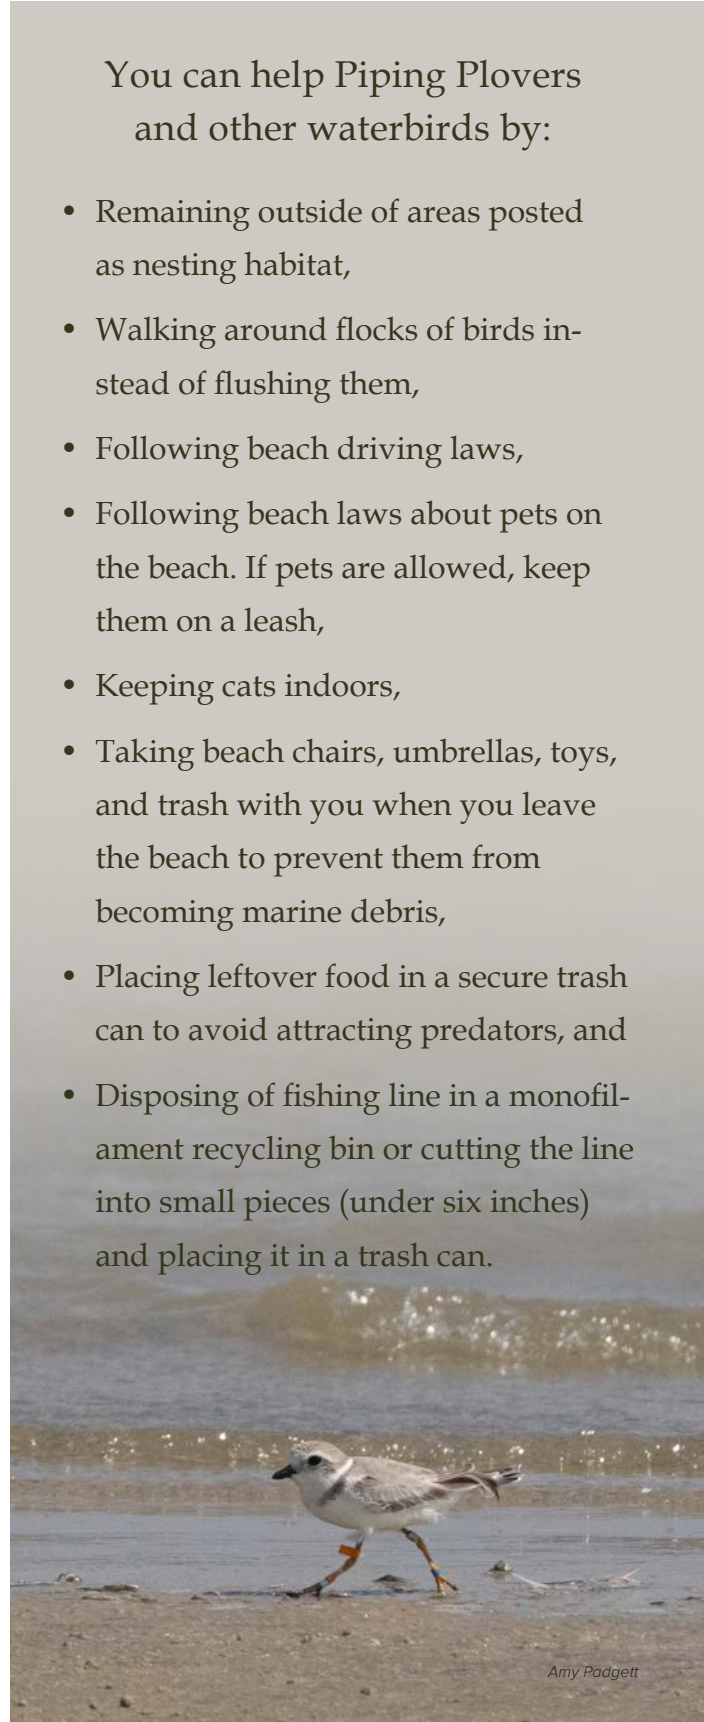 You can help Piping Plovers
and other waterbirds by:
• Remaining outside of areas posted
as nesting habitat,
• Walking around flocks of birds in-
stead of flushing them,
• Following beach driving laws,
• Following beach laws about pets on
the beach. If pets are allowed, keep
them on a leash,
• Keeping cats indoors,
• Taking beach chairs, umbrellas, toys,
and trash with you when you leave
the beach to prevent them from
becoming marine debris,
• Placing leftover food in a secure trash
can to avoid attracting predators, and
• Disposing of fishing line in a monofil-
ament recycling bin or cutting the line
into small pieces (under six inches)
and placing it in a trash can.
Amy Padgett